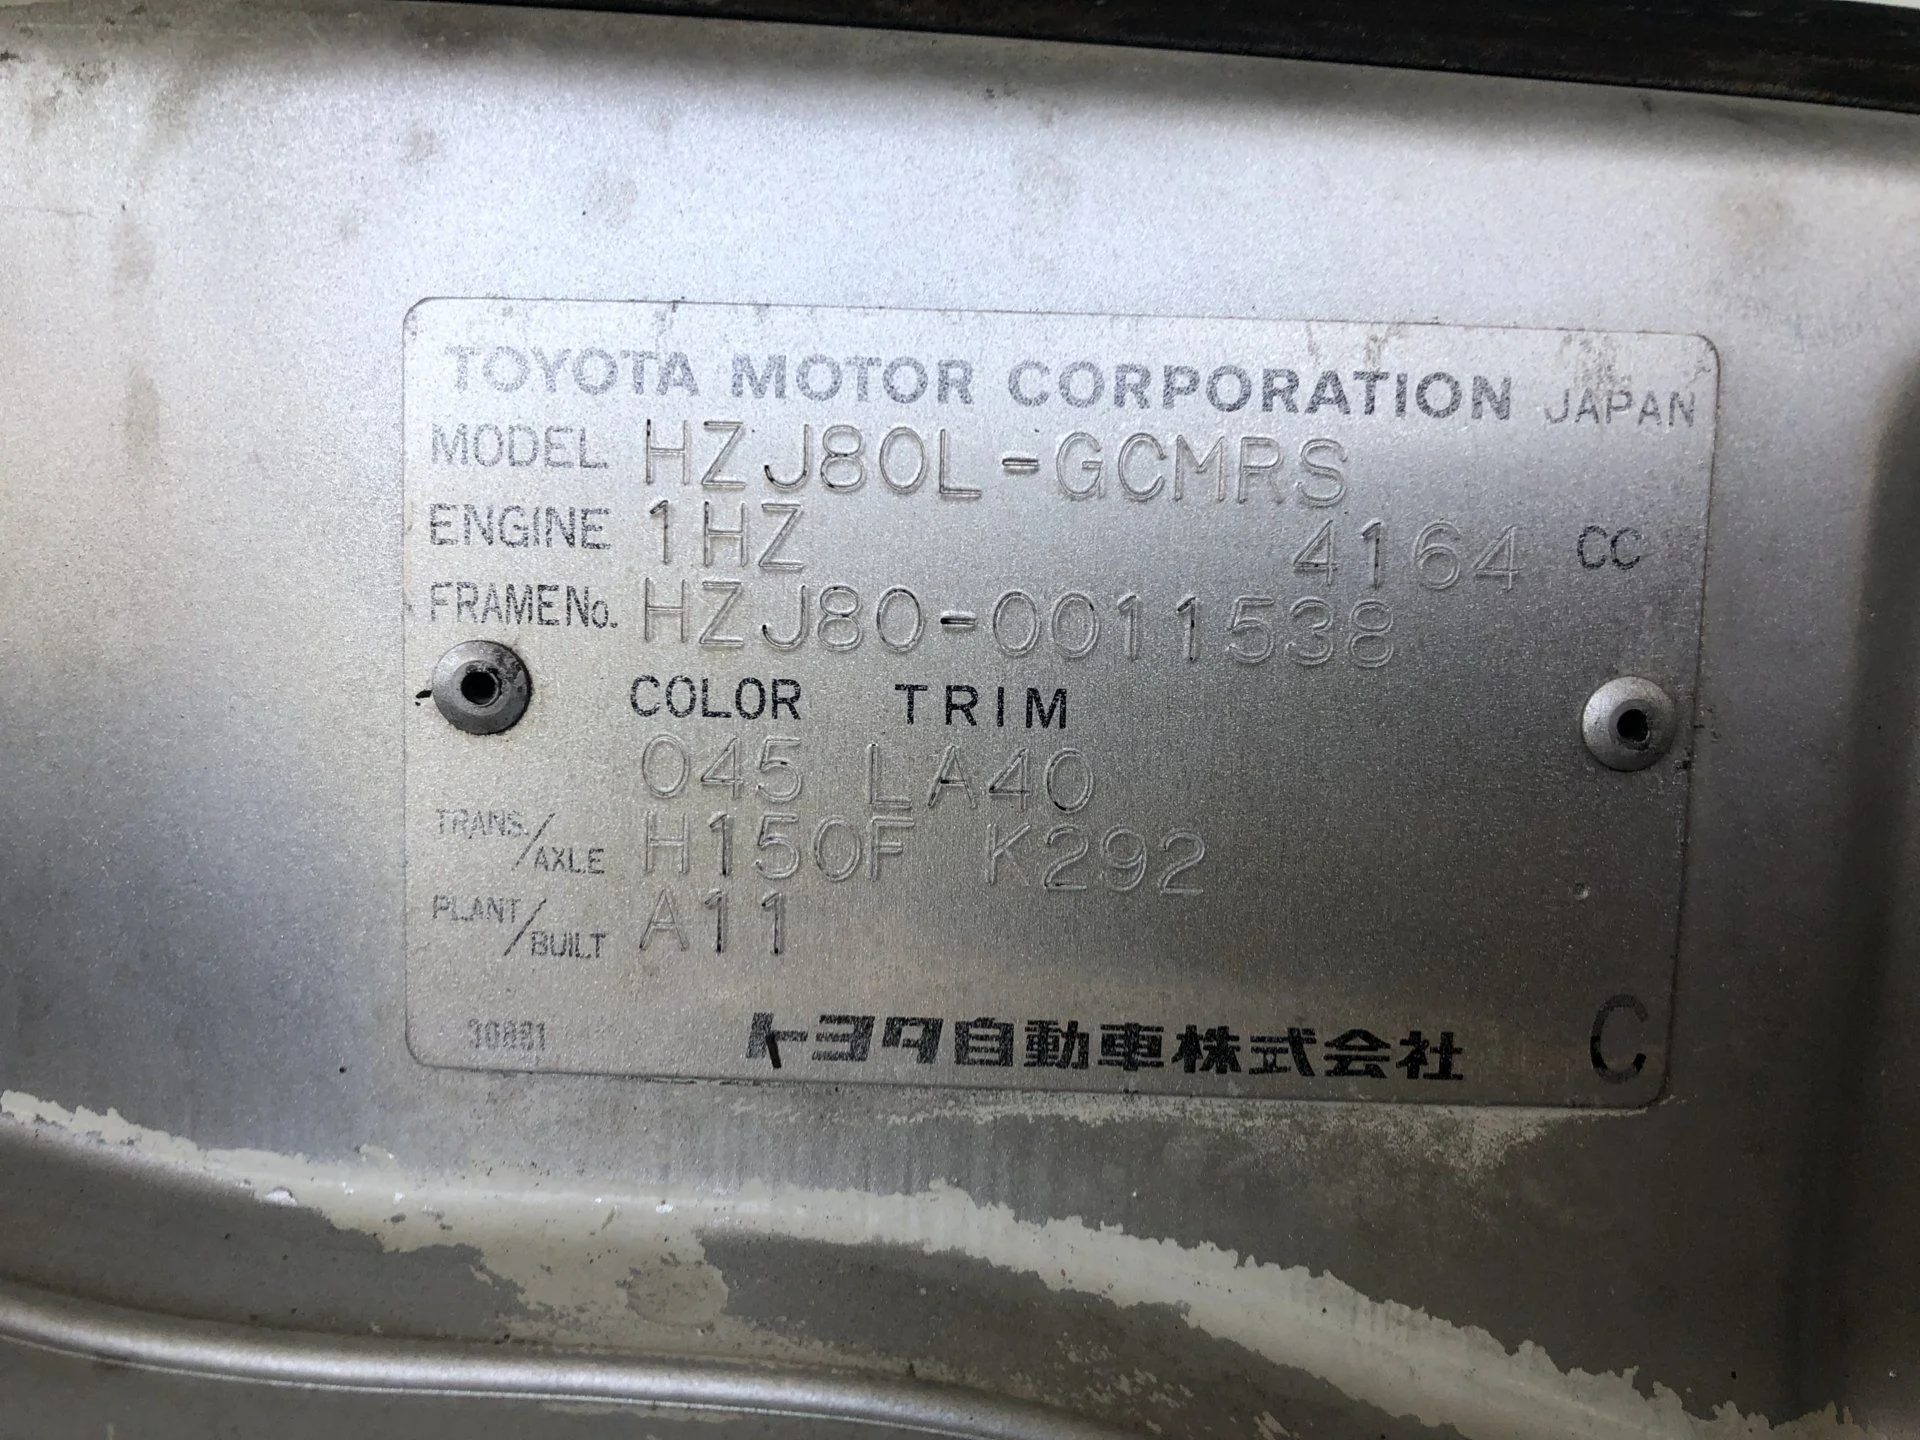 TOYOTA MOTOR CORPORATION JAPAN
MODEL HZJ80L-GCMRS
ENGINE 1HZ 4164 CC
FRAME No. HZJ80-0011538
COLOR TRIM
045 LA40
TRANS./AXLE H150F K292
PLANT/BUILT A11
30881
トヨタ自動車株式会社 C